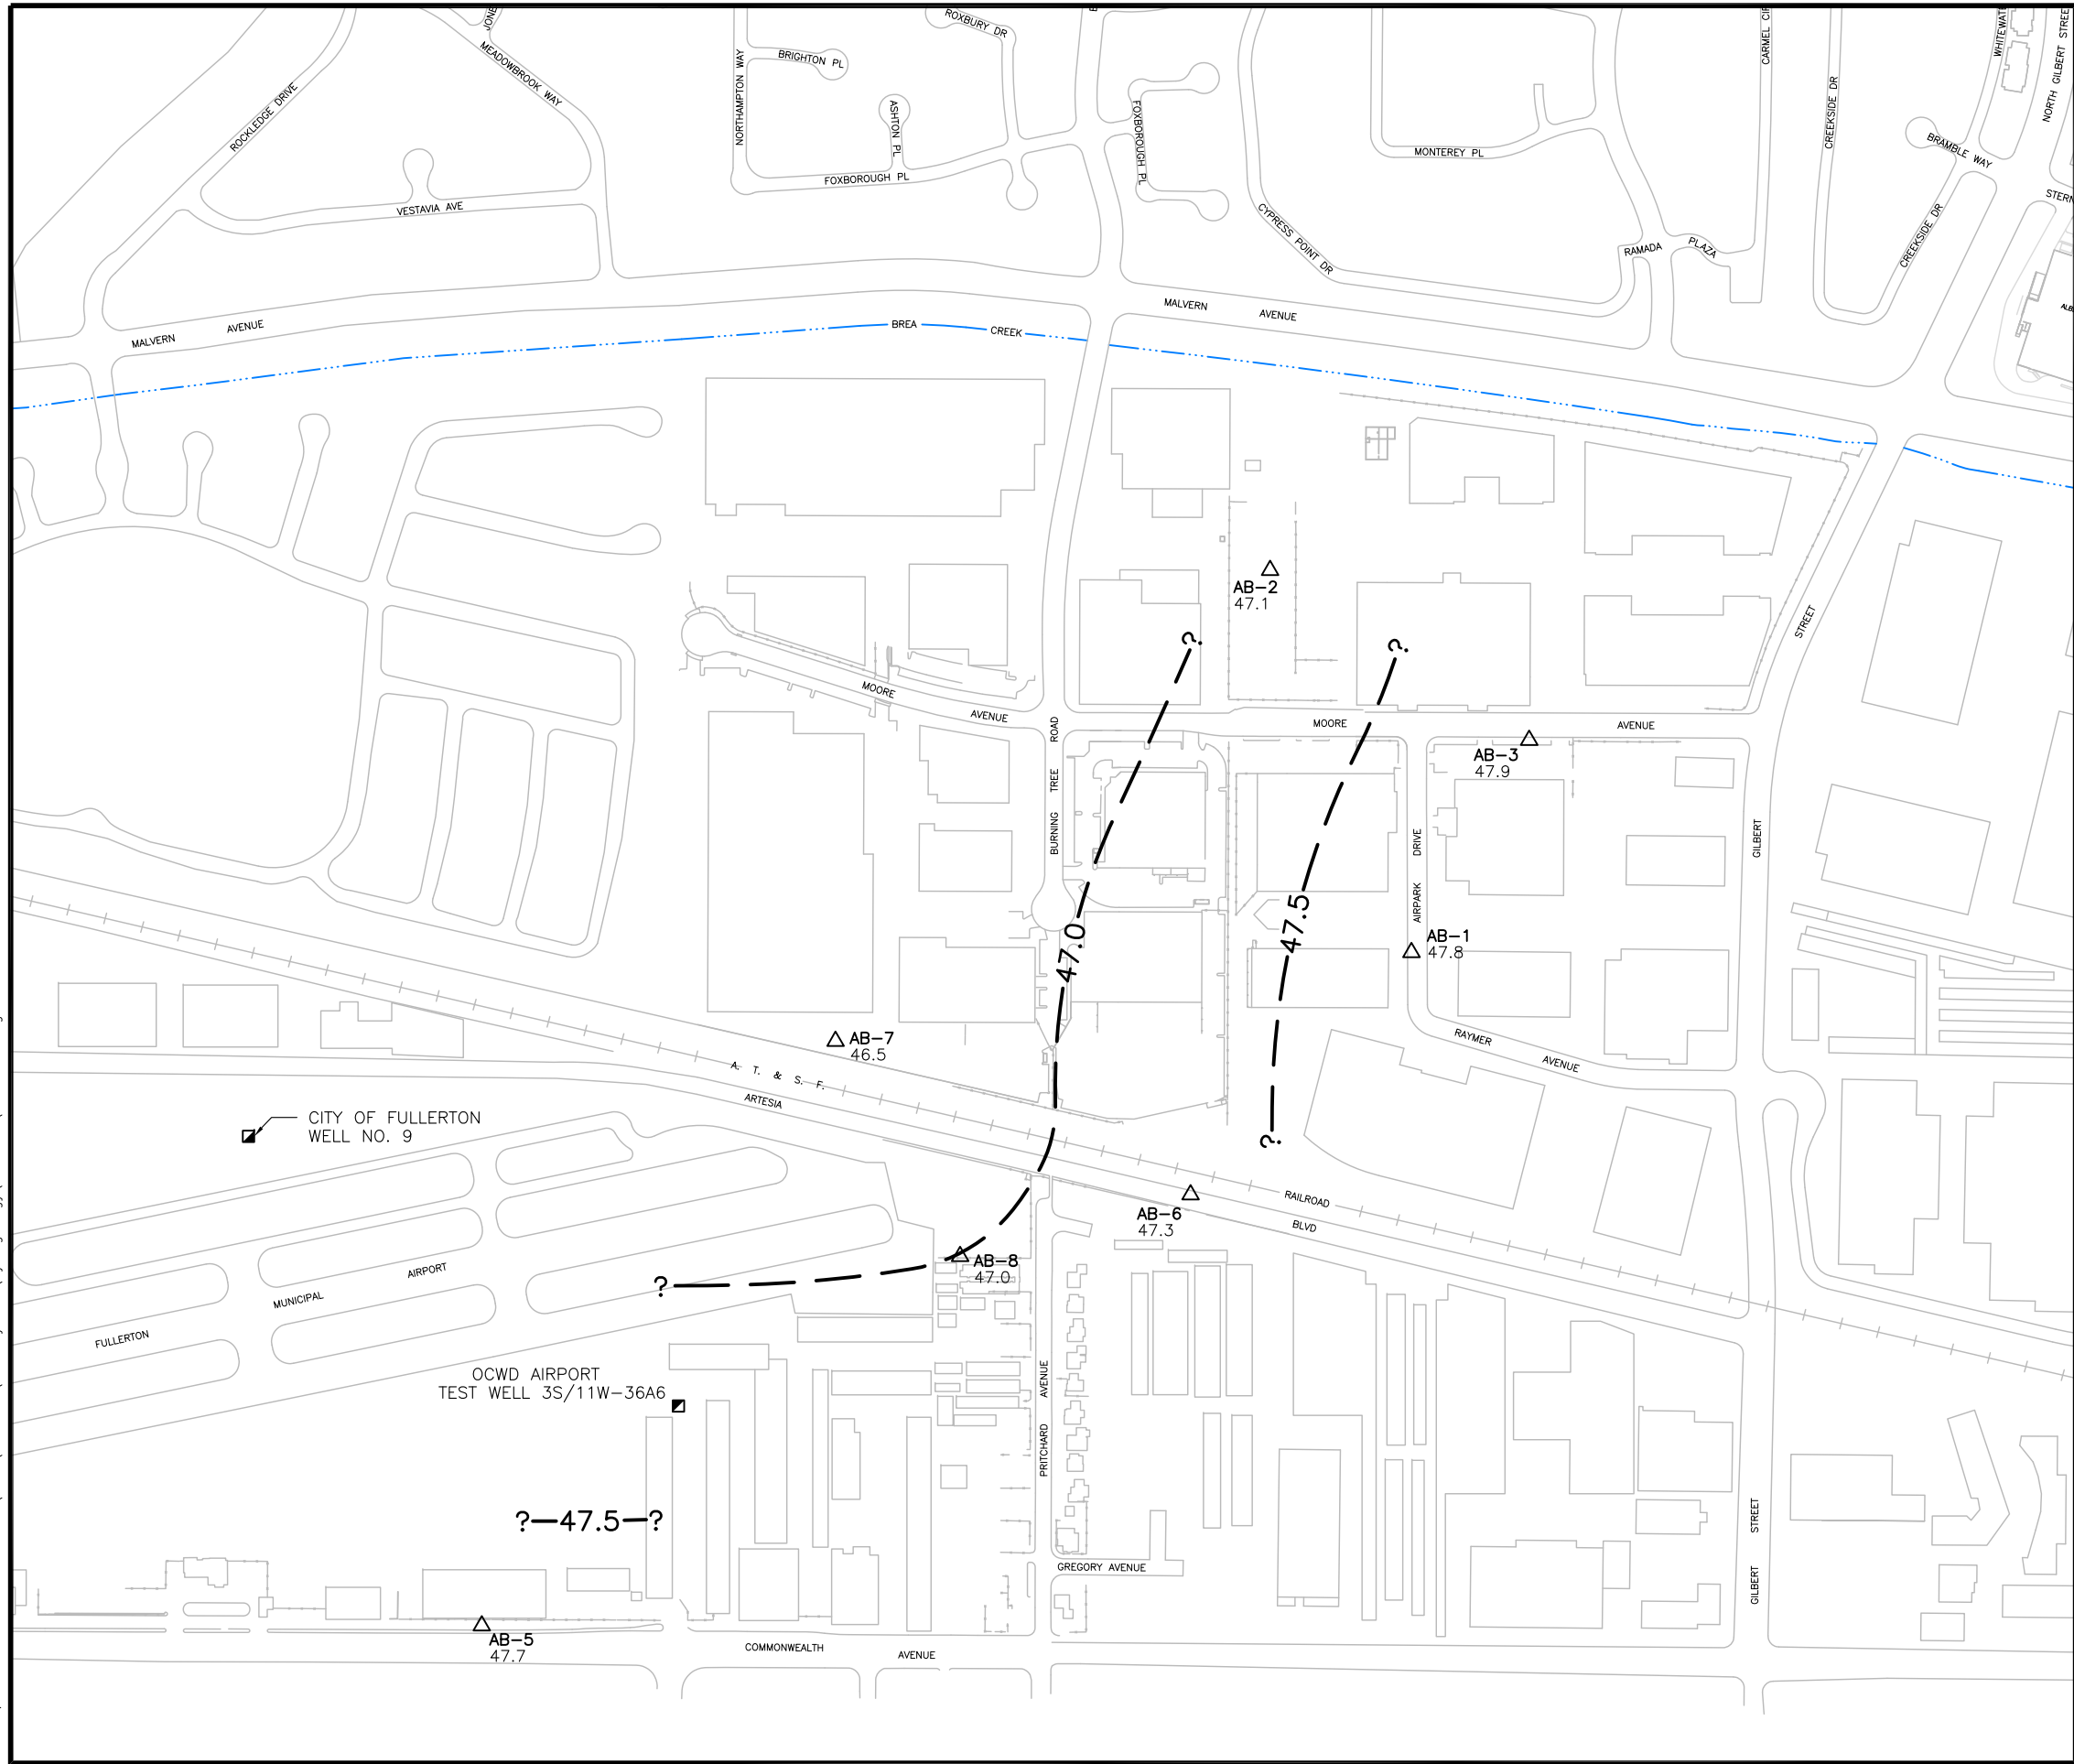 JONE
ROXBURY DR
CARMEL CIR
WHITEWAT
NORTH GILBERT STREE
MEADOWBROOK WAY
NORTHAMPTON WAY
BRIGHTON PL
ROCKLEDGE DRIVE
ASHTON PL
FOXBOROUGH PL
CREEKSIDE DR
MONTEREY PL
BRAMBLE WAY
FOXBOROUGH PL
VESTAVIA AVE
STERN
CYPRESS POINT DR
CREEKSIDE DR
RAMADA PLAZA
MALVERN AVENUE
MALVERN AVENUE
BREA CREEK
ALB
AB-2
47.1
STREET
?
?
MOORE AVENUE
MOORE AVENUE
BURNING TREE ROAD
AB-3
47.9
GILBERT
AIRPARK DRIVE
47.0
47.5
AB-1
47.8
AB-7
46.5
RAYMER AVENUE
A. T. & S. F. RAILROAD
ARTESIA BLVD
CITY OF FULLERTON
WELL NO. 9
?
AB-6
47.3
AB-8
47.0
?
FULLERTON MUNICIPAL AIRPORT
OCWD AIRPORT
TEST WELL 3S/11W-36A6
PRITCHARD AVENUE
?-47.5-?
GREGORY AVENUE
GILBERT STREET
AB-5
47.7
COMMONWEALTH AVENUE